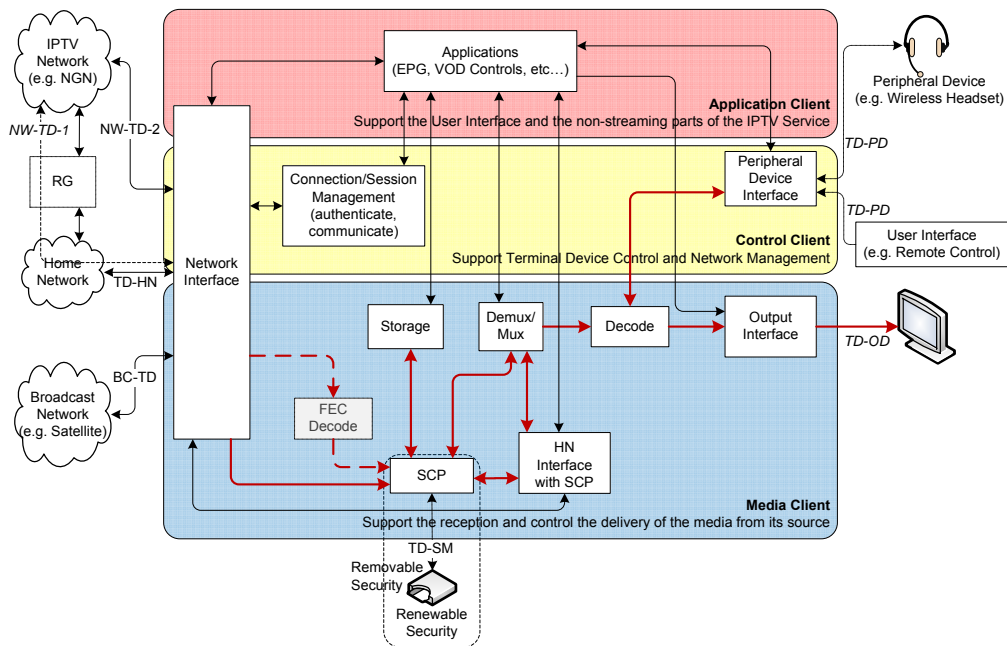 IPTV
Network
(e.g. NGN)
NW-TD-1
NW-TD-2
RG
Home
Network
TD-HN
BC-TD
Broadcast
Network
(e.g. Satellite)
Network
Interface
Applications
(EPG, VOD Controls, etc…)
Application Client
Support the User Interface and the non-streaming parts of the IPTV Service
Connection/Session
Management
(authenticate,
communicate)
Peripheral
Device
Interface
Control Client
Support Terminal Device Control and Network Management
Peripheral Device
(e.g. Wireless Headset)
TD-PD
TD-PD
User Interface
(e.g. Remote Control)
Storage
Demux/
Mux
Decode
Output
Interface
TD-OD
FEC
Decode
SCP
HN
Interface
with SCP
Media Client
Support the reception and control the delivery of the media from its source
TD-SM
Removable
Security
Renewable
Security